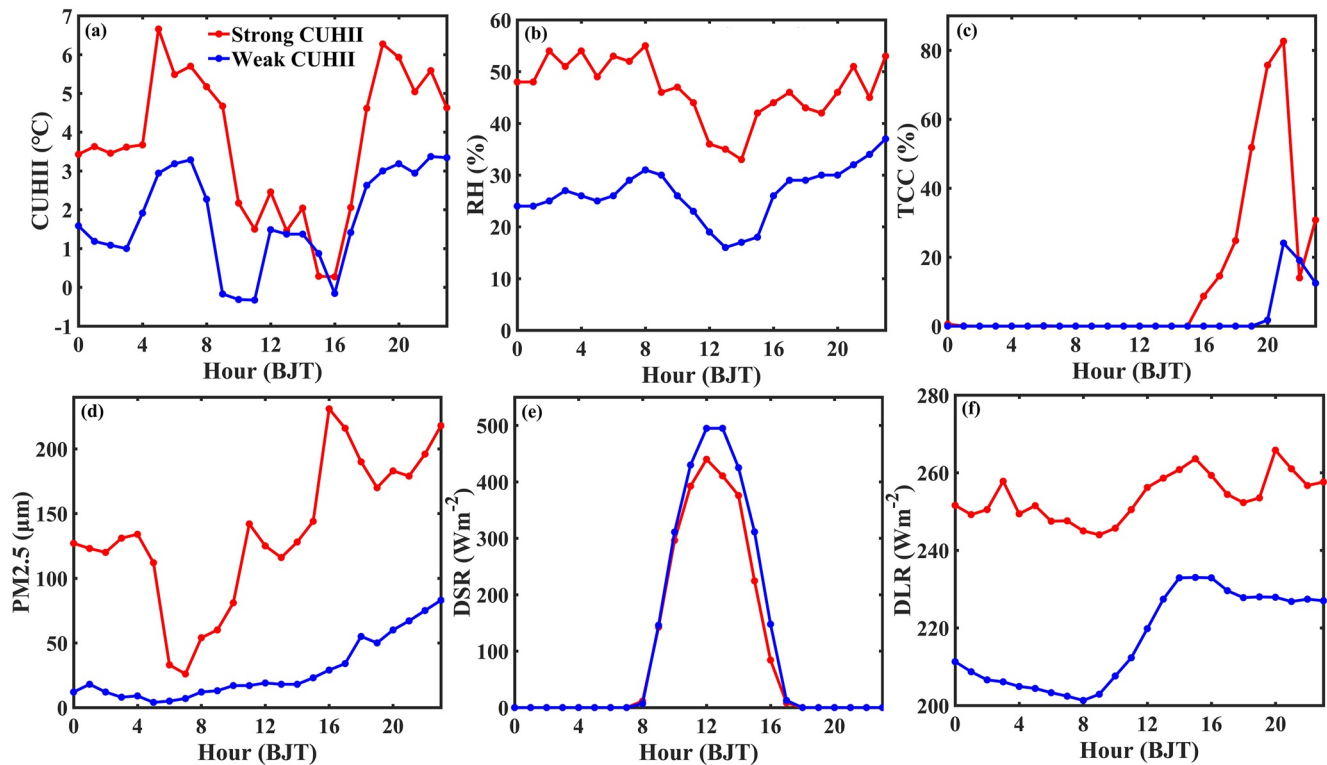 (a)
Strong CUHII
Weak CUHII
CUHII (°C)
7
6
5
4
3
2
1
0
-1
0 4 8 12 16 20
Hour (BJT)
(b)
RH (%)
60
50
40
30
20
10
0
0 4 8 12 16 20
Hour (BJT)
(c)
TCC (%)
80
60
40
20
0
0 4 8 12 16 20
Hour (BJT)
(d)
PM2.5 (μm)
200
150
100
50
0
0 4 8 12 16 20
Hour (BJT)
(e)
DSR (Wm-2)
500
400
300
200
100
0
0 4 8 12 16 20
Hour (BJT)
(f)
DLR (Wm-2)
280
260
240
220
200
0 4 8 12 16 20
Hour (BJT)